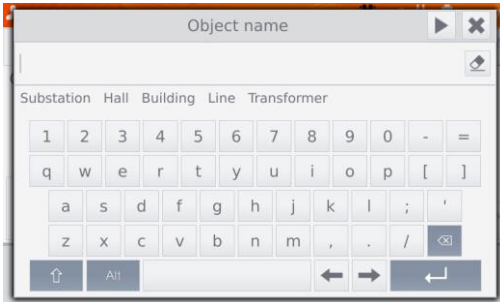 Object name
Substation Hall Building Line Transformer
1 2 3 4 5 6 7 8 9 0 - =
q w e r t y u i o p [ ]
a s d f g h j k l ; '
z x c v b n m , . /
Alt